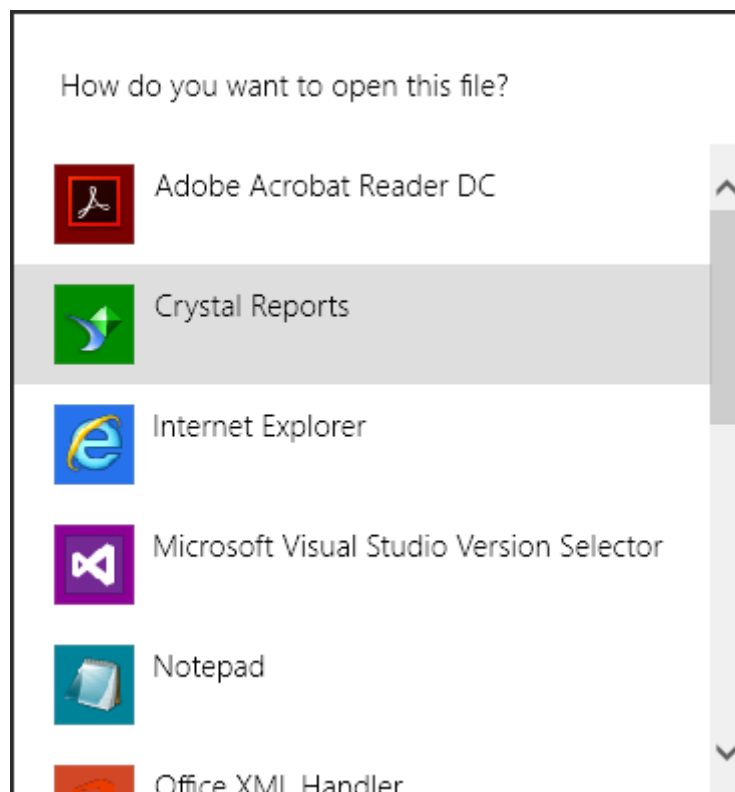 How do you want to open this file?
Adobe Acrobat Reader DC
Crystal Reports
Internet Explorer
Microsoft Visual Studio Version Selector
Notepad
Office XML Handler